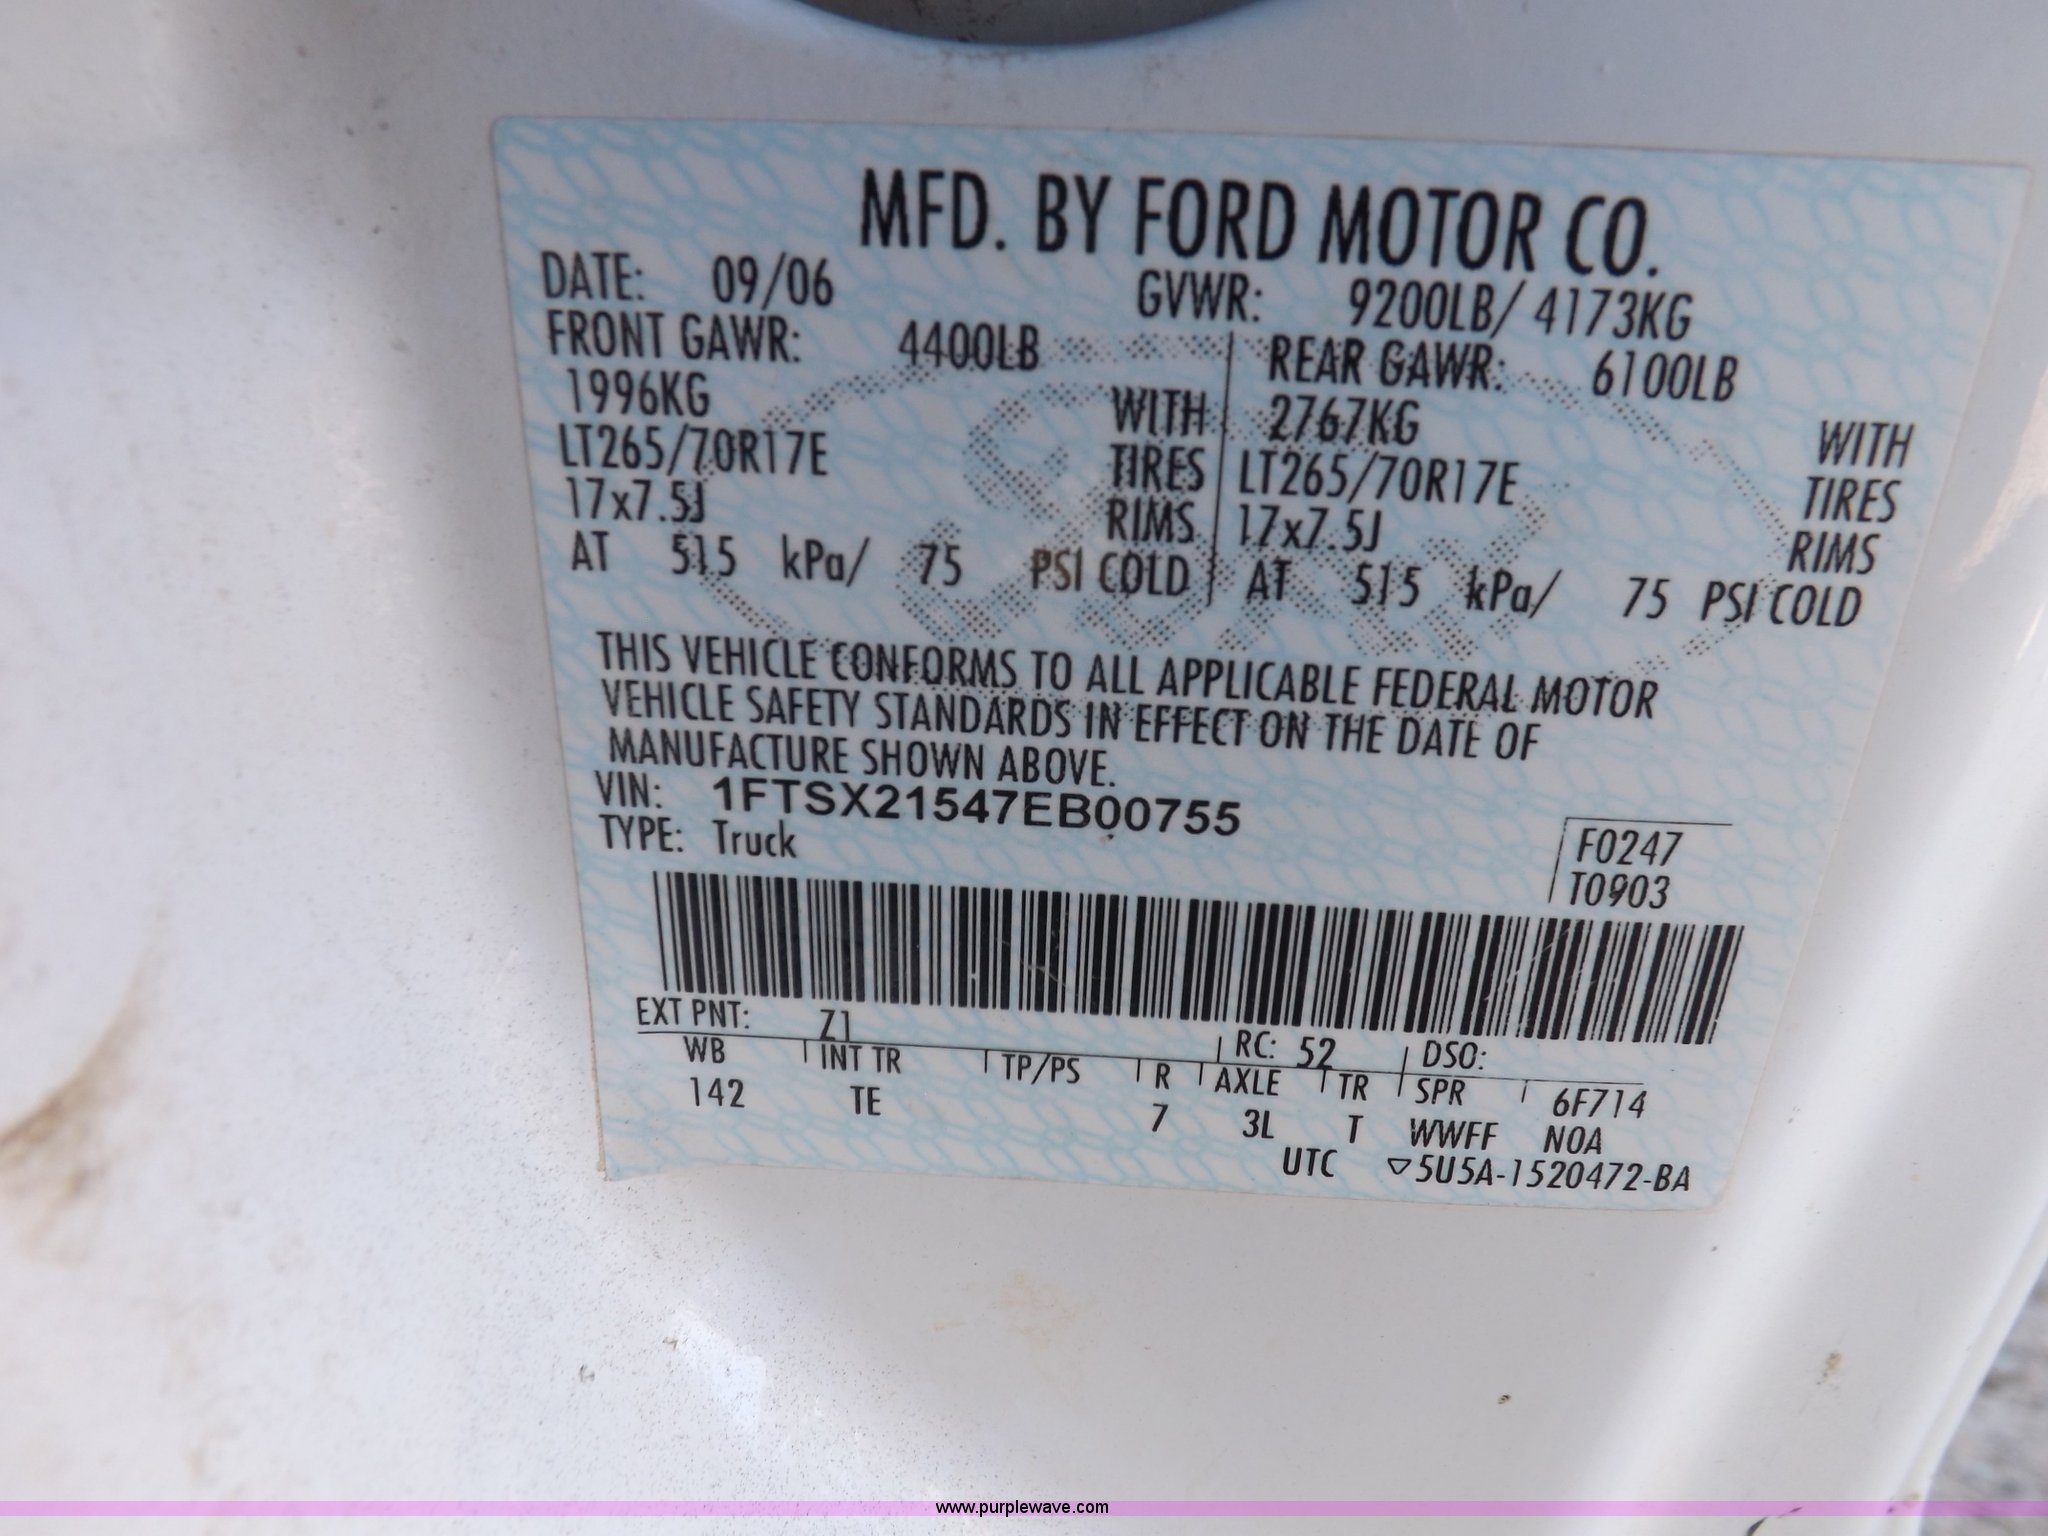 MFD. BY FORD MOTOR CO.
DATE: 09/06 GVWR: 9200LB/ 4173KG
FRONT GAWR: 4400LB REAR GAWR: 6100LB
1996KG WITH 2767KG WITH
LT265/70R17E TIRES LT265/70R17E TIRES
17x7.5J RIMS 17x7.5J RIMS
AT 515 kPa/ 75 PSI COLD AT 515 kPa/ 75 PSI COLD
THIS VEHICLE CONFORMS TO ALL APPLICABLE FEDERAL MOTOR
VEHICLE SAFETY STANDARDS IN EFFECT ON THE DATE OF
MANUFACTURE SHOWN ABOVE.
VIN: 1FTSX21547EB00755
TYPE: Truck
F0247
T0903
EXT PNT: Z1 RC: 52 DSO:
WB INT TR TP/PS R AXLE TR SPR 6F714
142 TE 7 3L T WWFF NOA
UTC ▽5U5A-1520472-BA
www.purplewave.com